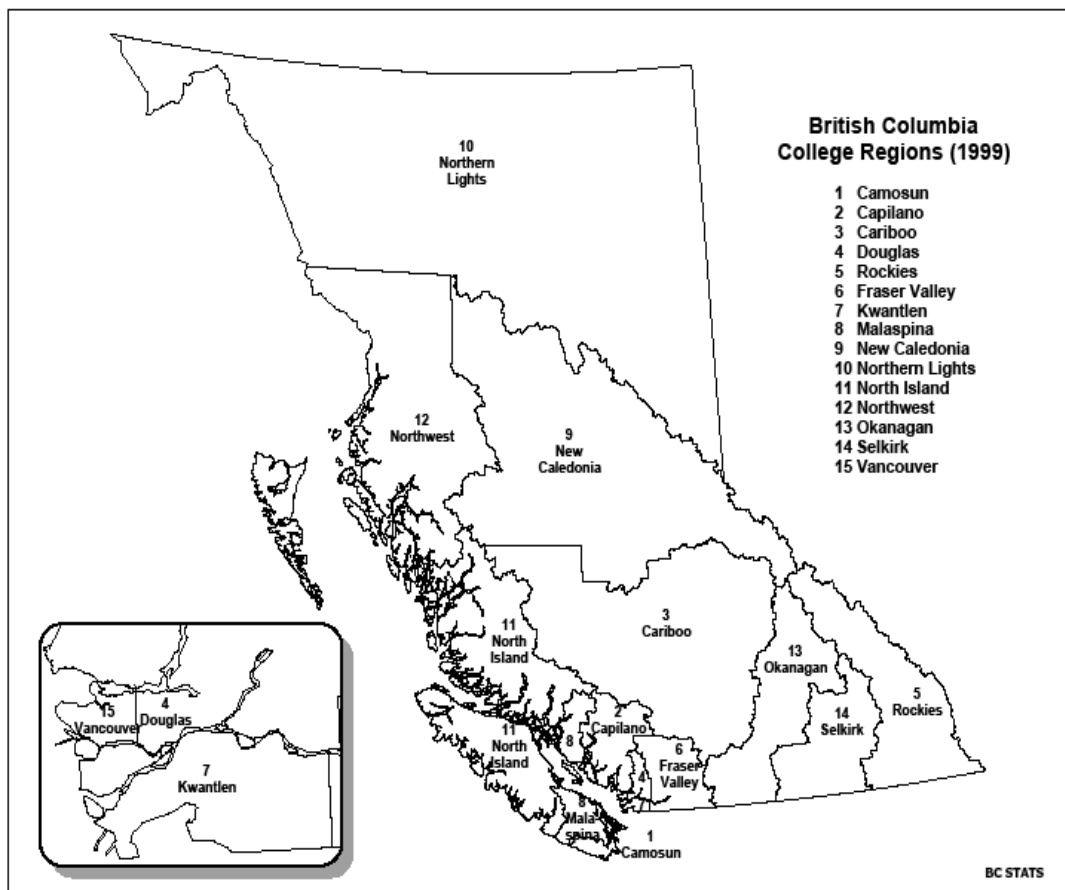 British Columbia
College Regions (1999)
1 Camosun
2 Capilano
3 Cariboo
4 Douglas
5 Rockies
6 Fraser Valley
7 Kwantlen
8 Malaspina
9 New Caledonia
10 Northern Lights
11 North Island
12 Northwest
13 Okanagan
14 Selkirk
15 Vancouver
10
Northern
Lights
12
Northwest
9
New
Caledonia
3
Cariboo
11
North
Island
13
Okanagan
5
Rockies
14
Selkirk
2
Capilano
11
North
Island
8
6
Fraser
Valley
4
8
Mala-
spina
1
Camosun
15
Vancouver
4
Douglas
7
Kwantlen
BC STATS